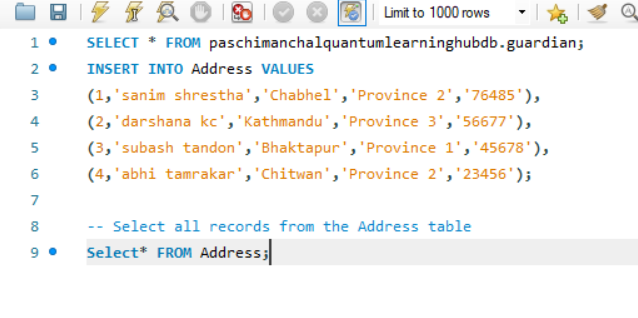 Limit to 1000 rows
1 SELECT * FROM paschimanchalquantumlearninghubdb.guardian;
2 INSERT INTO Address VALUES
3 (1,'sanim shrestha','Chabhel','Province 2','76485'),
4 (2,'darshana kc','Kathmandu','Province 3','56677'),
5 (3,'subash tandon','Bhaktapur','Province 1','45678'),
6 (4,'abhi tamrakar','Chitwan','Province 2','23456');
7
8 -- Select all records from the Address table
9 Select* FROM Address;